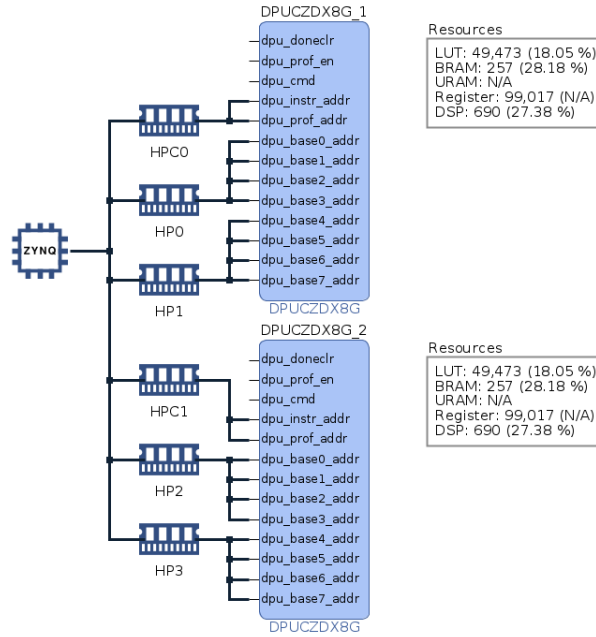 DPUCZDX8G_1
dpu_doneclr
dpu_prof_en
dpu_cmd
dpu_instr_addr
dpu_prof_addr
dpu_base0_addr
dpu_base1_addr
dpu_base2_addr
dpu_base3_addr
dpu_base4_addr
dpu_base5_addr
dpu_base6_addr
dpu_base7_addr
DPUCZDX8G
Resources
LUT: 49,473 (18.05 %)
BRAM: 257 (28.18 %)
URAM: N/A
Register: 99,017 (N/A)
DSP: 690 (27.38 %)
HPC0
HP0
ZYNQ
HP1
DPUCZDX8G_2
dpu_doneclr
dpu_prof_en
dpu_cmd
dpu_instr_addr
dpu_prof_addr
dpu_base0_addr
dpu_base1_addr
dpu_base2_addr
dpu_base3_addr
dpu_base4_addr
dpu_base5_addr
dpu_base6_addr
dpu_base7_addr
DPUCZDX8G
Resources
LUT: 49,473 (18.05 %)
BRAM: 257 (28.18 %)
URAM: N/A
Register: 99,017 (N/A)
DSP: 690 (27.38 %)
HPC1
HP2
HP3